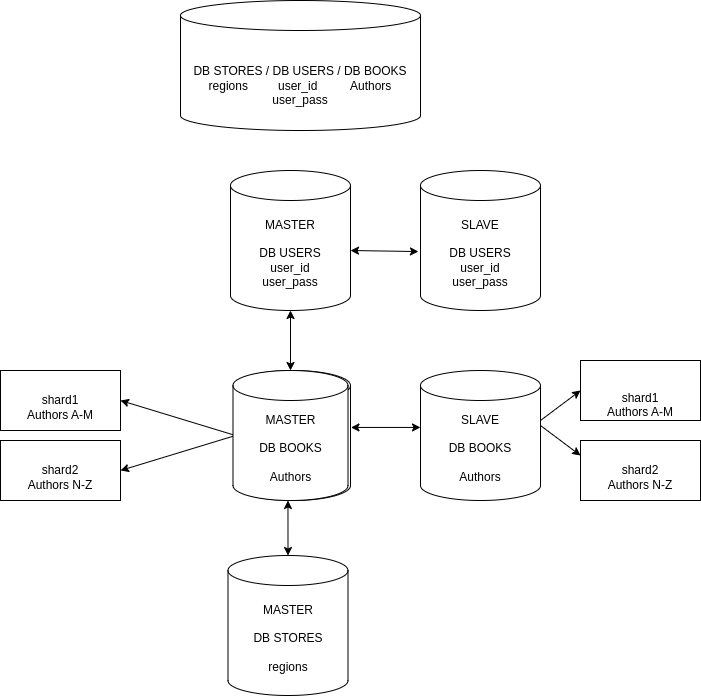 DB STORES / DB USERS / DB BOOKS
regions user_id Authors
user_pass
MASTER
DB USERS
user_id
user_pass
SLAVE
DB USERS
user_id
user_pass
shard1
Authors A-M
shard2
Authors N-Z
MASTER
DB BOOKS
Authors
SLAVE
DB BOOKS
Authors
shard1
Authors A-M
shard2
Authors N-Z
MASTER
DB STORES
regions